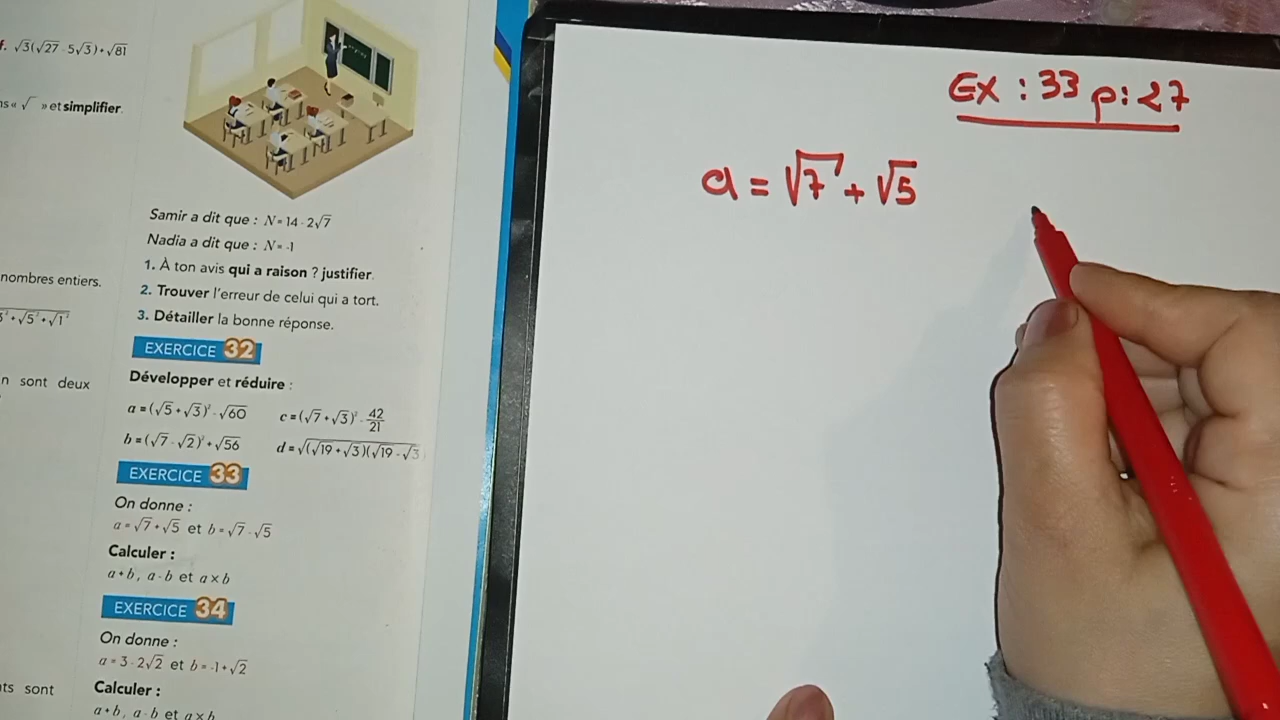 f. √3(√27 - 5√3)+√81
ns « √ » et simplifier.
nombres entiers.
n sont deux
nts sont
Samir a dit que : N = 14 - 2√7
Nadia a dit que : N = -1
1. À ton avis qui a raison ? justifier.
2. Trouver l'erreur de celui qui a tort.
3. Détailler la bonne réponse.
EXERCICE 32
Développer et réduire :
a = (√5 + √3)² - √60 c = (√7 + √3)² - 42/21
b = (√7 - √2)² + √56 d = √(√19 + √3)(√19 - √3
EXERCICE 33
On donne :
a = √7 + √5 et b = √7 - √5
Calculer :
a + b , a - b et a × b
EXERCICE 34
On donne :
a = 3 - 2√2 et b = -1 + √2
Calculer :
a + b , a - b et a × b
Ex : 33 p: 27
a = √7 + √5